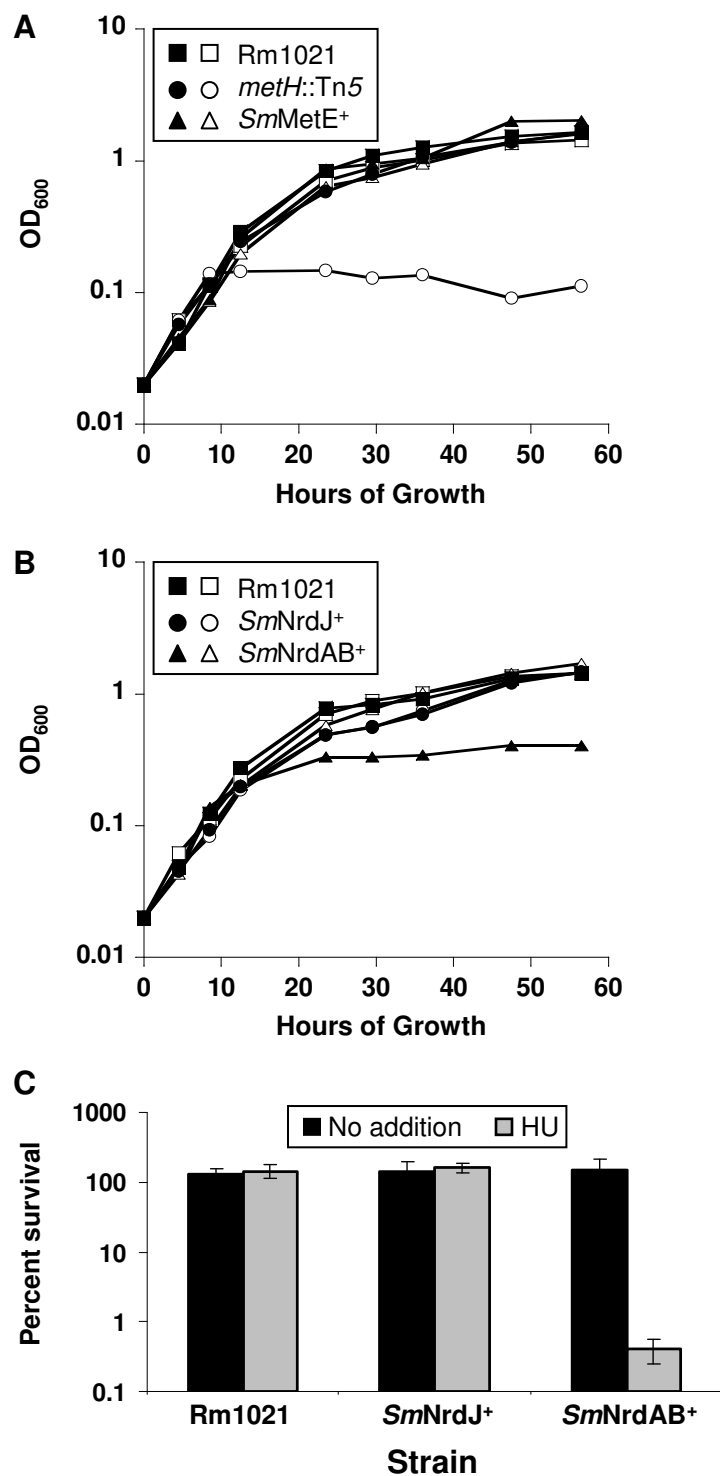 A
10
1
0.1
0.01
OD600
Rm1021
metH::Tn5
SmMetE+
0 10 20 30 40 50 60
Hours of Growth
B
10
1
0.1
0.01
OD600
Rm1021
SmNrdJ+
SmNrdAB+
0 10 20 30 40 50 60
Hours of Growth
C
1000
100
10
1
0.1
Percent survival
No addition HU
Rm1021 SmNrdJ+ SmNrdAB+
Strain